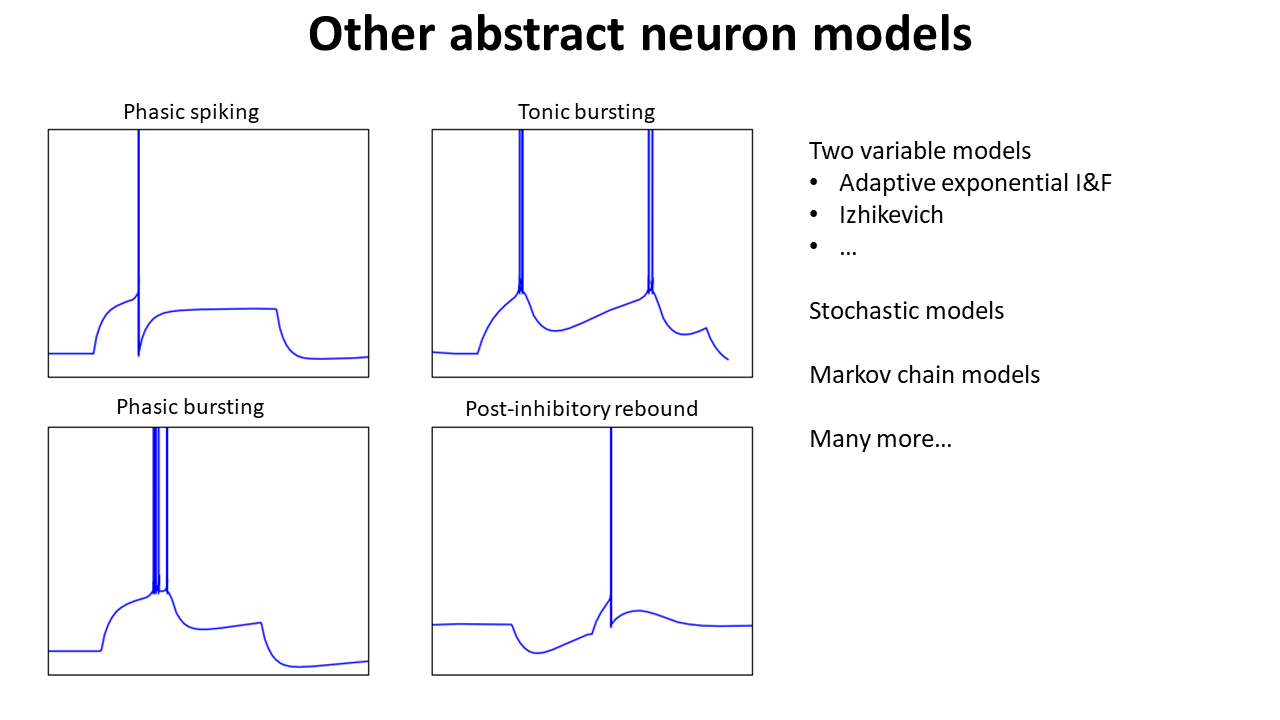 Other abstract neuron models
Phasic spiking
Tonic bursting
Phasic bursting
Post-inhibitory rebound
Two variable models
• Adaptive exponential I&F
• Izhikevich
• ...
Stochastic models
Markov chain models
Many more...